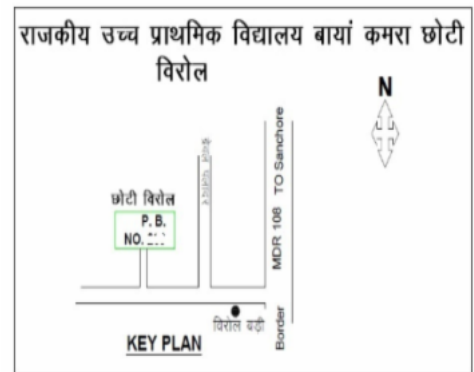 राजकीय उच्च प्राथमिक विद्यालय बायां कमरा छोटी
विरोल
N
छोटी विरोल
P. B.
NO.
MDR 108 TO Sanchore
विरोल बड़ी
Border
KEY PLAN